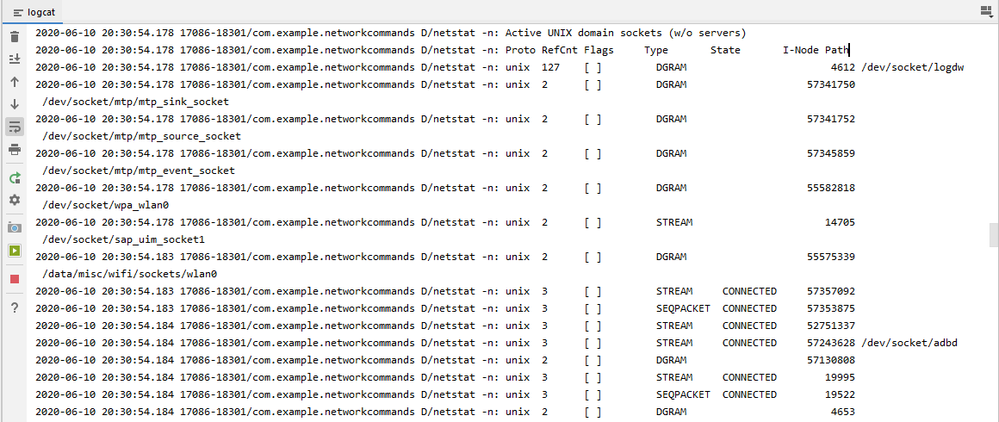 logcat
2020-06-10 20:30:54.178 17086-18301/com.example.networkcommands D/netstat -n: Active UNIX domain sockets (w/o servers)
2020-06-10 20:30:54.178 17086-18301/com.example.networkcommands D/netstat -n: Proto RefCnt Flags     Type       State       I-Node Path
2020-06-10 20:30:54.178 17086-18301/com.example.networkcommands D/netstat -n: unix  127    [ ]         DGRAM                        4612 /dev/socket/logdw
2020-06-10 20:30:54.178 17086-18301/com.example.networkcommands D/netstat -n: unix  2      [ ]         DGRAM                    57341750
/dev/socket/mtp/mtp_sink_socket
2020-06-10 20:30:54.178 17086-18301/com.example.networkcommands D/netstat -n: unix  2      [ ]         DGRAM                    57341752
/dev/socket/mtp/mtp_source_socket
2020-06-10 20:30:54.178 17086-18301/com.example.networkcommands D/netstat -n: unix  2      [ ]         DGRAM                    57345859
/dev/socket/mtp/mtp_event_socket
2020-06-10 20:30:54.178 17086-18301/com.example.networkcommands D/netstat -n: unix  2      [ ]         DGRAM                    55582818
/dev/socket/wpa_wlan0
2020-06-10 20:30:54.178 17086-18301/com.example.networkcommands D/netstat -n: unix  2      [ ]         STREAM                      14705
/dev/socket/sap_uim_socket1
2020-06-10 20:30:54.183 17086-18301/com.example.networkcommands D/netstat -n: unix  2      [ ]         DGRAM                    55575339
/data/misc/wifi/sockets/wlan0
2020-06-10 20:30:54.183 17086-18301/com.example.networkcommands D/netstat -n: unix  3      [ ]         STREAM     CONNECTED     57357092
2020-06-10 20:30:54.183 17086-18301/com.example.networkcommands D/netstat -n: unix  3      [ ]         SEQPACKET  CONNECTED     57353875
2020-06-10 20:30:54.184 17086-18301/com.example.networkcommands D/netstat -n: unix  3      [ ]         STREAM     CONNECTED     52751337
2020-06-10 20:30:54.184 17086-18301/com.example.networkcommands D/netstat -n: unix  3      [ ]         STREAM     CONNECTED     57243628 /dev/socket/adbd
2020-06-10 20:30:54.184 17086-18301/com.example.networkcommands D/netstat -n: unix  2      [ ]         DGRAM                    57130808
2020-06-10 20:30:54.184 17086-18301/com.example.networkcommands D/netstat -n: unix  3      [ ]         STREAM     CONNECTED        19995
2020-06-10 20:30:54.184 17086-18301/com.example.networkcommands D/netstat -n: unix  3      [ ]         SEQPACKET  CONNECTED        19522
2020-06-10 20:30:54.184 17086-18301/com.example.networkcommands D/netstat -n: unix  2      [ ]         DGRAM                        4653